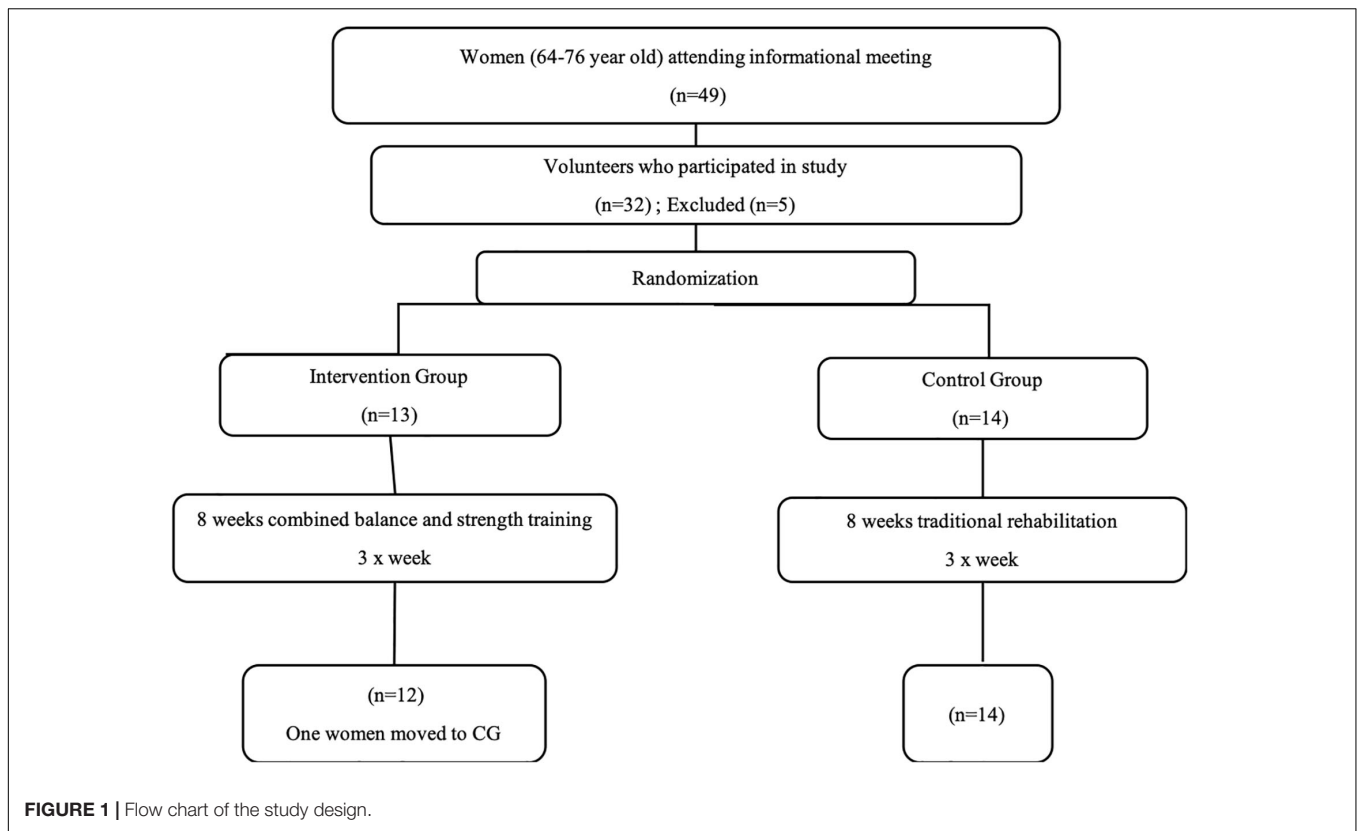 Women (64-76 year old) attending informational meeting
(n=49)
Volunteers who participated in study
(n=32) ; Excluded (n=5)
Randomization
Intervention Group
(n=13)
Control Group
(n=14)
8 weeks combined balance and strength training
3 x week
8 weeks traditional rehabilitation
3 x week
(n=12)
One women moved to CG
(n=14)
FIGURE 1 | Flow chart of the study design.